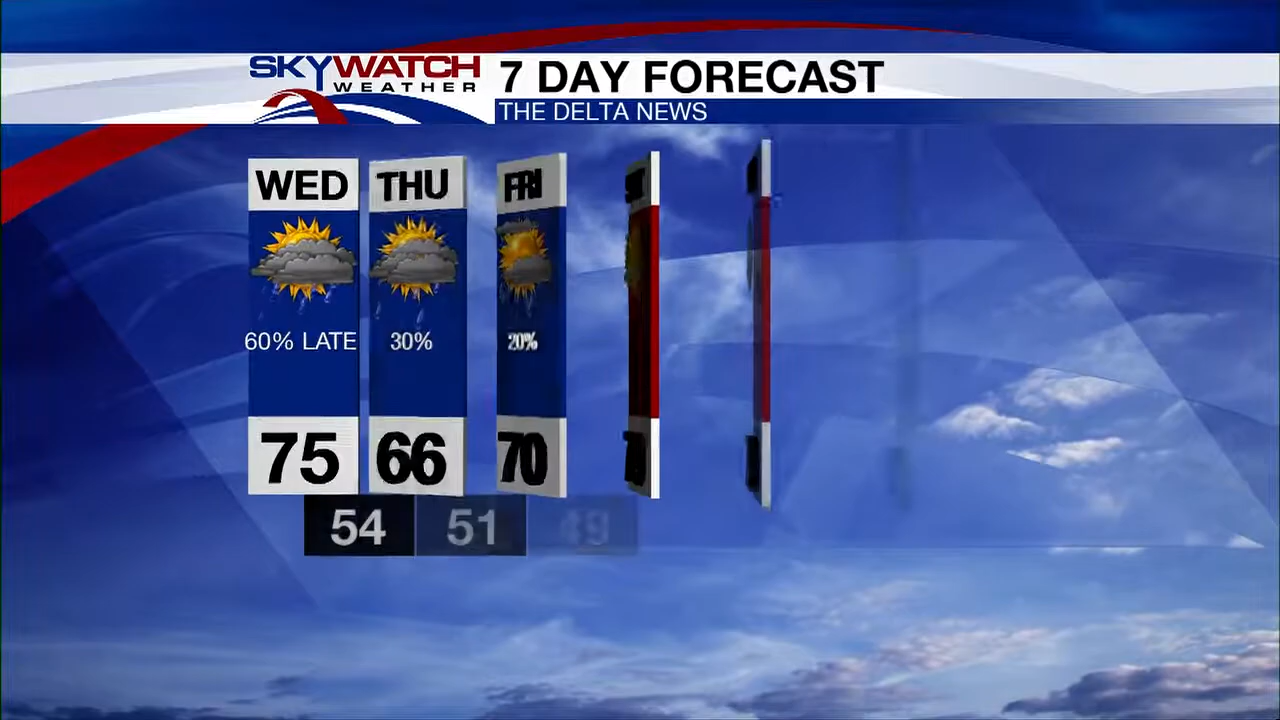 SKYWATCH
WEATHER
7 DAY FORECAST
THE DELTA NEWS
WED THU FRI
60% LATE 30% 20%
75 66 70
54 51 49